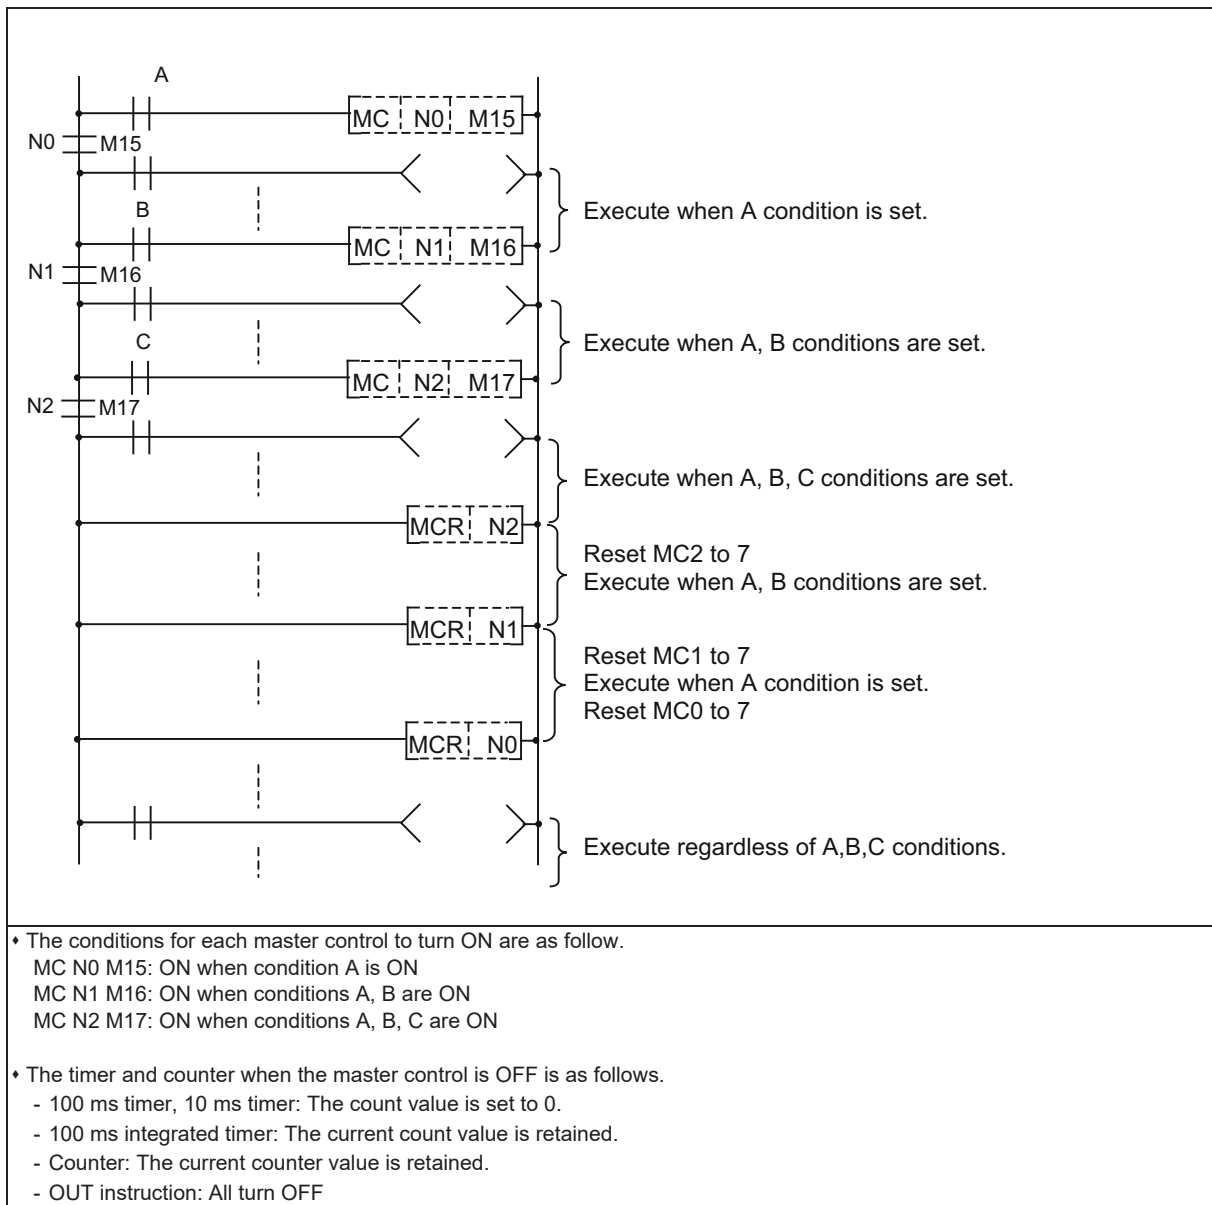 A
MC N0 M15
N0 M15
Execute when A condition is set.
B
MC N1 M16
N1 M16
Execute when A, B conditions are set.
C
MC N2 M17
N2 M17
Execute when A, B, C conditions are set.
MCR N2
Reset MC2 to 7
Execute when A, B conditions are set.
MCR N1
Reset MC1 to 7
Execute when A condition is set.
Reset MC0 to 7
MCR N0
Execute regardless of A,B,C conditions.
♦ The conditions for each master control to turn ON are as follow.
MC N0 M15: ON when condition A is ON
MC N1 M16: ON when conditions A, B are ON
MC N2 M17: ON when conditions A, B, C are ON
♦ The timer and counter when the master control is OFF is as follows.
- 100 ms timer, 10 ms timer: The count value is set to 0.
- 100 ms integrated timer: The current count value is retained.
- Counter: The current counter value is retained.
- OUT instruction: All turn OFF